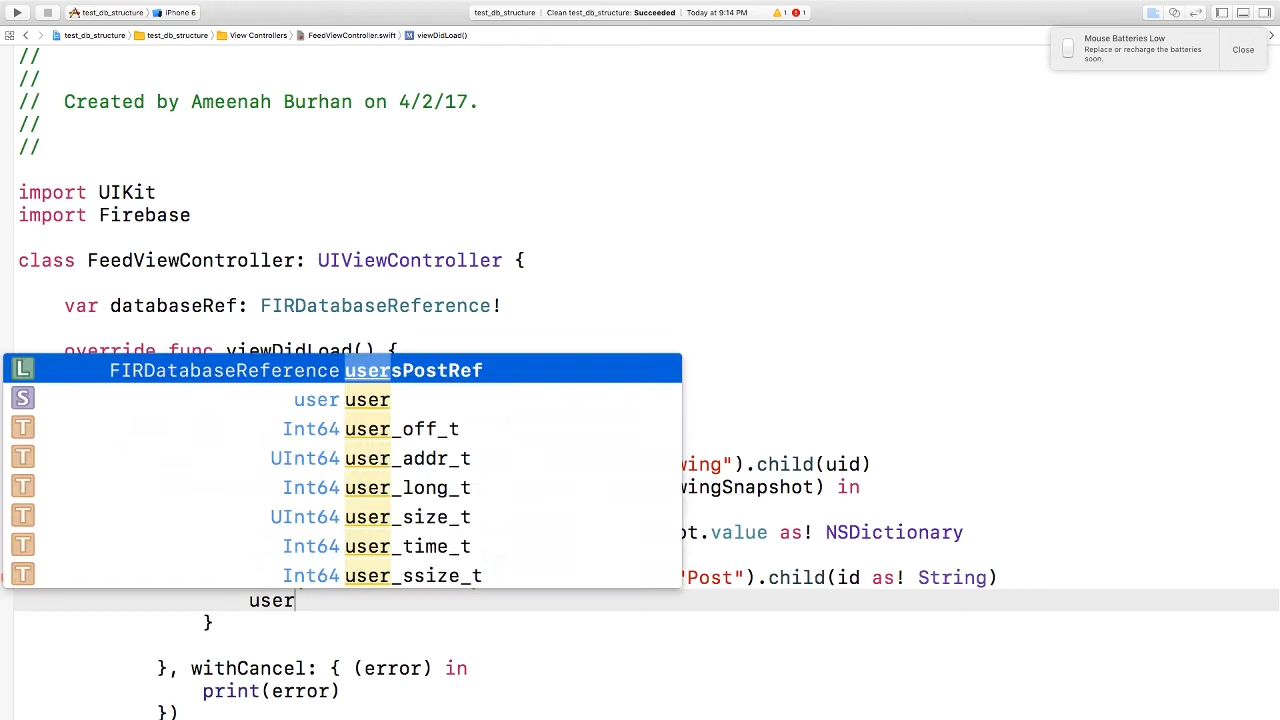 test_db_structure iPhone 6 test_db_structure Clean test_db_structure: Succeeded Today at 9:14 PM 1 1
test_db_structure test_db_structure View Controllers FeedViewController.swift M viewDidLoad()
Mouse Batteries Low
Replace or recharge the batteries
soon.
Close
//
//
// Created by Ameenah Burhan on 4/2/17.
//
//
import UIKit
import Firebase
class FeedViewController: UIViewController {
var databaseRef: FIRDatabaseReference!
override func viewDidLoad() {
L FIRDatabaseReference usersPostRef
S user user
T Int64 user_off_t
T UInt64 user_addr_t
T Int64 user_long_t
T UInt64 user_size_t
T Int64 user_time_t
T Int64 user_ssize_t
wing").child(uid)
wingSnapshot) in
ot.value as! NSDictionary
"Post").child(id as! String)
user
}
}, withCancel: { (error) in
print(error)
})